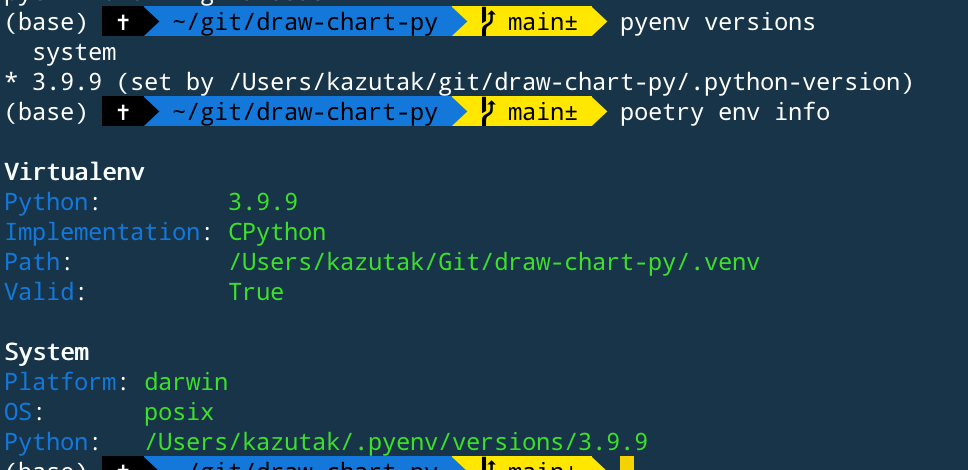 (base) ✝ ~/git/draw-chart-py main± pyenv versions
system
* 3.9.9 (set by /Users/kazutak/git/draw-chart-py/.python-version)
(base) ✝ ~/git/draw-chart-py main± poetry env info
Virtualenv
Python: 3.9.9
Implementation: CPython
Path: /Users/kazutak/Git/draw-chart-py/.venv
Valid: True
System
Platform: darwin
OS: posix
Python: /Users/kazutak/.pyenv/versions/3.9.9
(base) ✝ ~/git/draw-chart-py main±